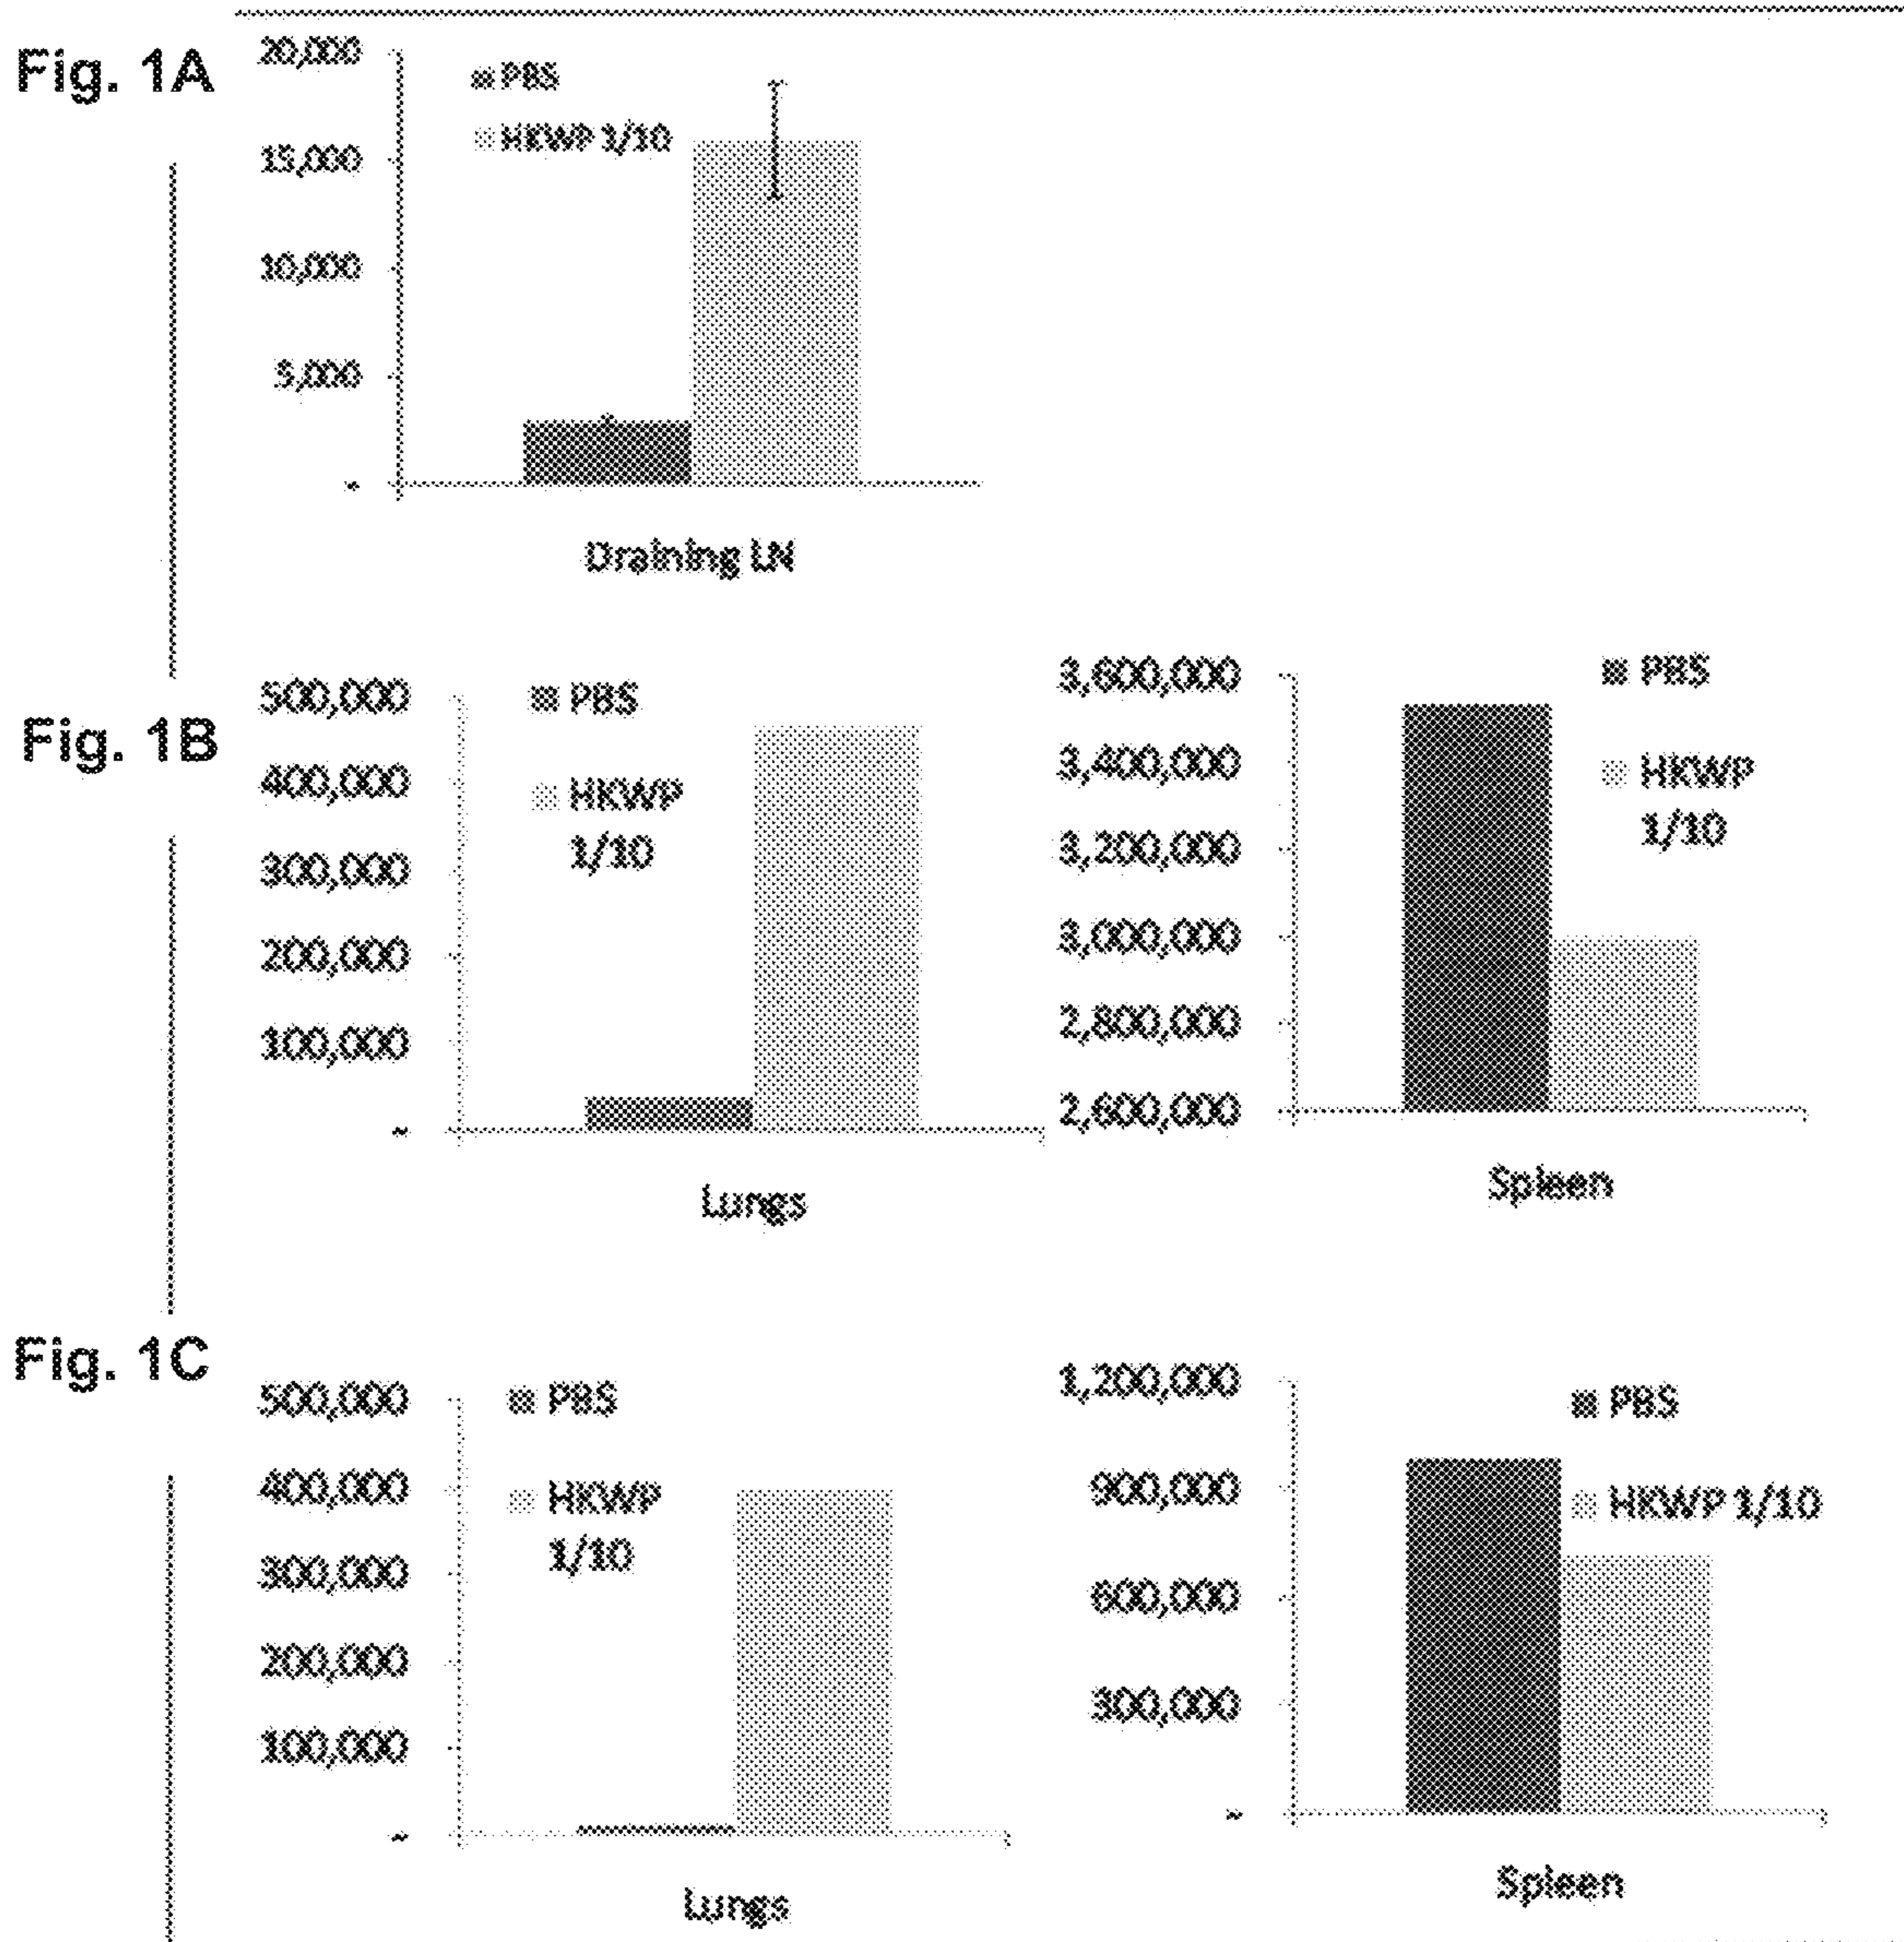 Fig. 1A
20,000
15,000
10,000
5,000
-
PBS
HKWP 1/10
Draining LN
Fig. 1B
500,000
400,000
300,000
200,000
100,000
-
PBS
HKWP
1/10
Lungs
3,600,000
3,400,000
3,200,000
3,000,000
2,800,000
2,600,000
PBS
HKWP
1/10
Spleen
Fig. 1C
500,000
400,000
300,000
200,000
100,000
-
PBS
HKWP
1/10
Lungs
1,200,000
900,000
600,000
300,000
-
PBS
HKWP 1/10
Spleen